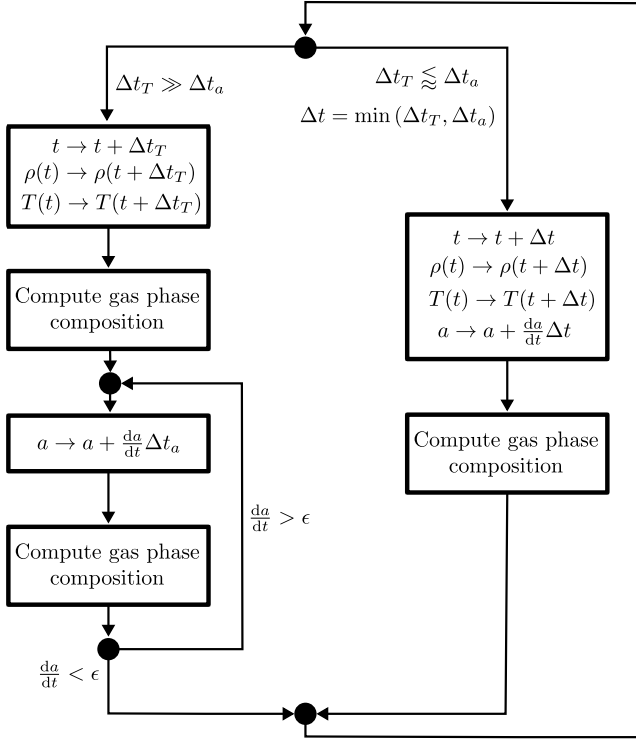 Δt_T ≫ Δt_a
t → t + Δt_T
ρ(t) → ρ(t + Δt_T)
T(t) → T(t + Δt_T)
Compute gas phase
composition
a → a + da/dt Δt_a
Compute gas phase
composition
da/dt > ϵ
da/dt < ϵ
Δt_T ⪅ Δt_a
Δt = min (Δt_T, Δt_a)
t → t + Δt
ρ(t) → ρ(t + Δt)
T(t) → T(t + Δt)
a → a + da/dt Δt
Compute gas phase
composition